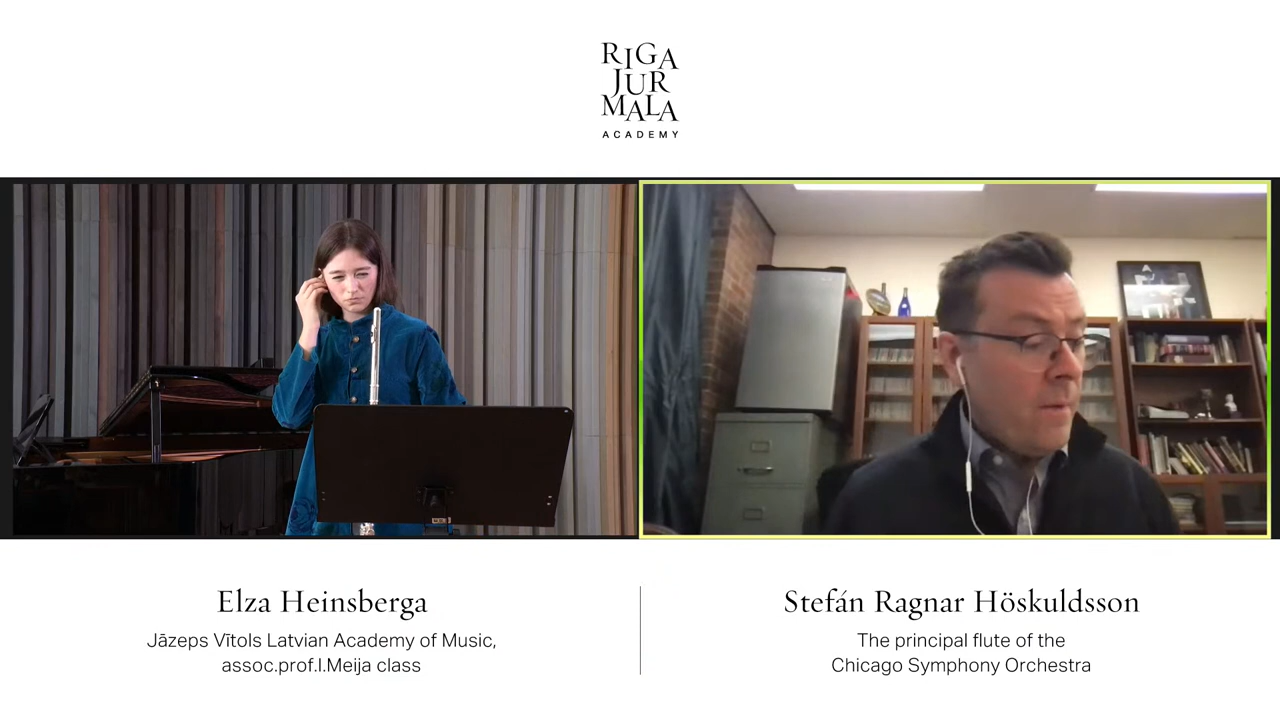 RIGA
JUR
MALA
ACADEMY
Elza Heinsberga
Jāzeps Vītols Latvian Academy of Music,
assoc.prof.I.Meija class
Stefán Ragnar Höskuldsson
The principal flute of the
Chicago Symphony Orchestra